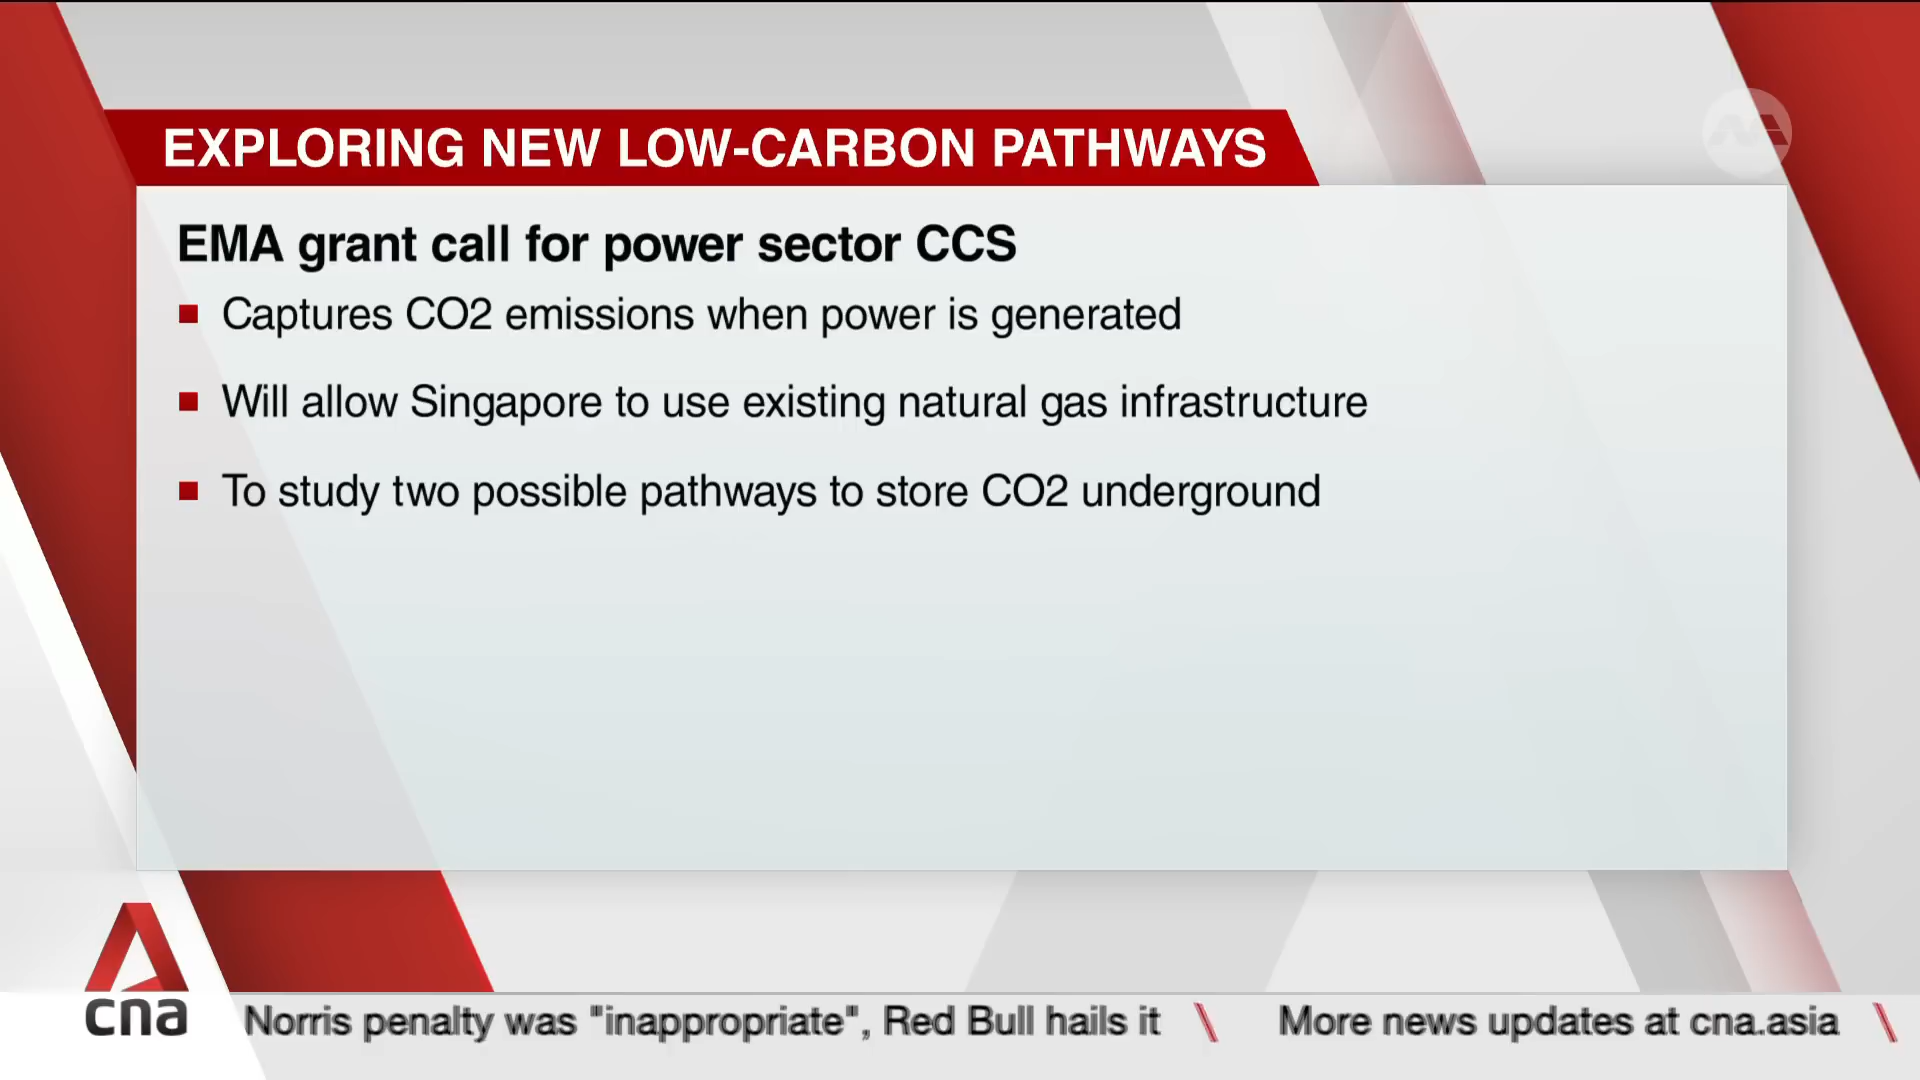 EXPLORING NEW LOW-CARBON PATHWAYS
EMA grant call for power sector CCS
Captures CO2 emissions when power is generated
Will allow Singapore to use existing natural gas infrastructure
To study two possible pathways to store CO2 underground
cna
Norris penalty was "inappropriate", Red Bull hails it \ More news updates at cna.asia \